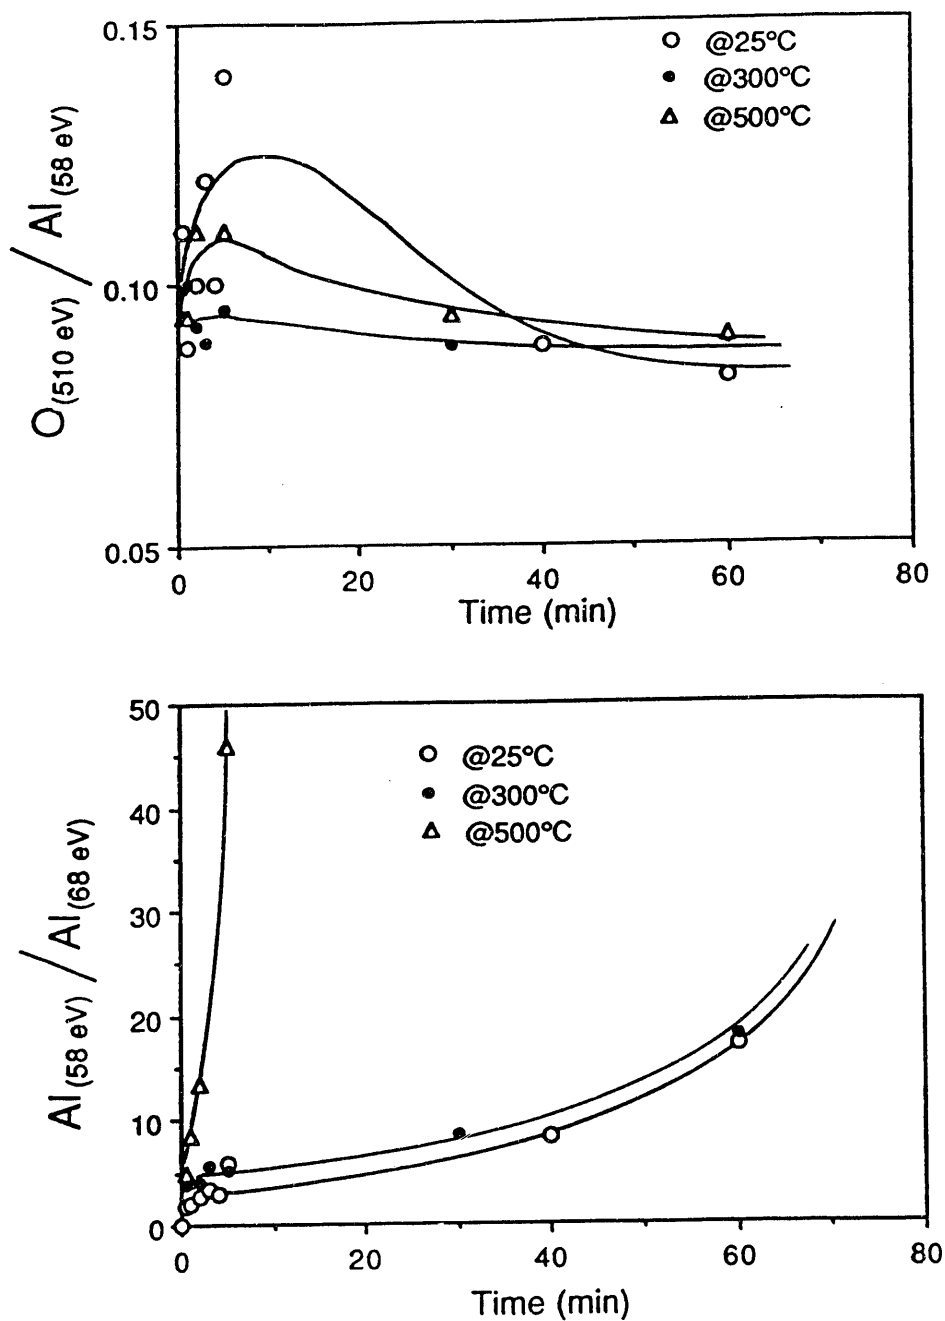 0.15
@25°C
@300°C
@500°C
O(510 eV) / Al(58 eV)
0.10
0.05
0 20 40 60 80
Time (min)
50
@25°C
@300°C
@500°C
40
Al(58 eV) / Al(68 eV)
30
20
10
0
0 20 40 60 80
Time (min)